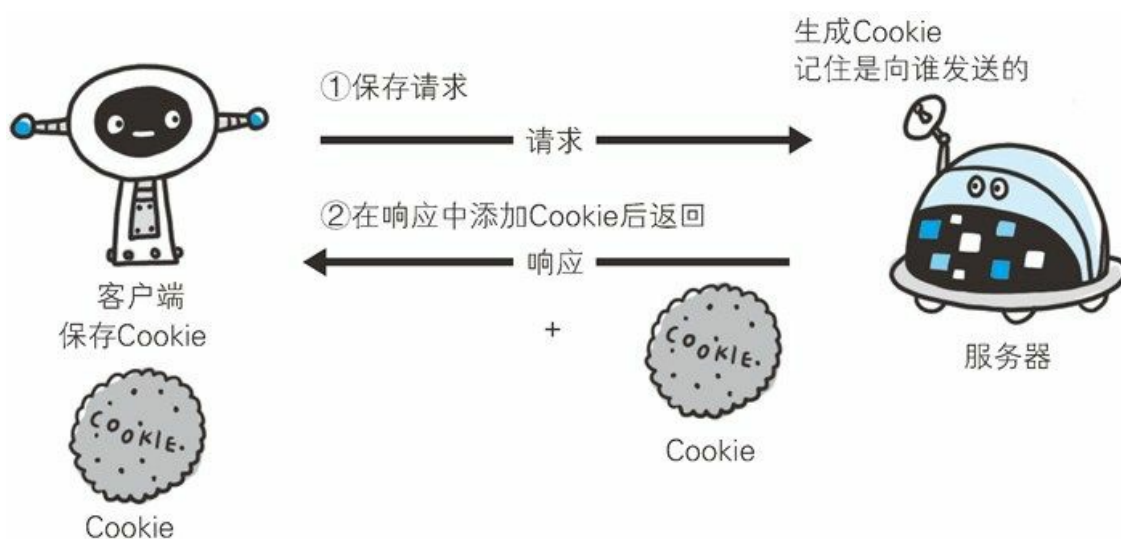 生成Cookie
记住是向谁发送的
①保存请求
请求
②在响应中添加Cookie后返回
响应
客户端
保存Cookie
+
COOKIE.
Cookie
服务器
COOKIE.
Cookie